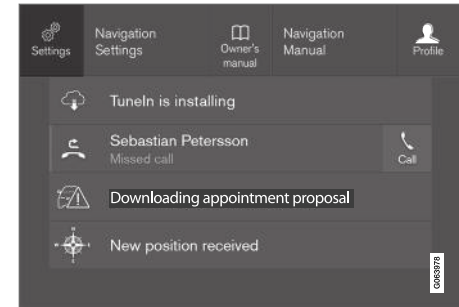 Settings
Navigation
Settings
Owner's
manual
Navigation
Manual
Profile
TuneIn is installing
Sebastian Petersson
Missed call
Call
Downloading appointment proposal
New position received
G063978